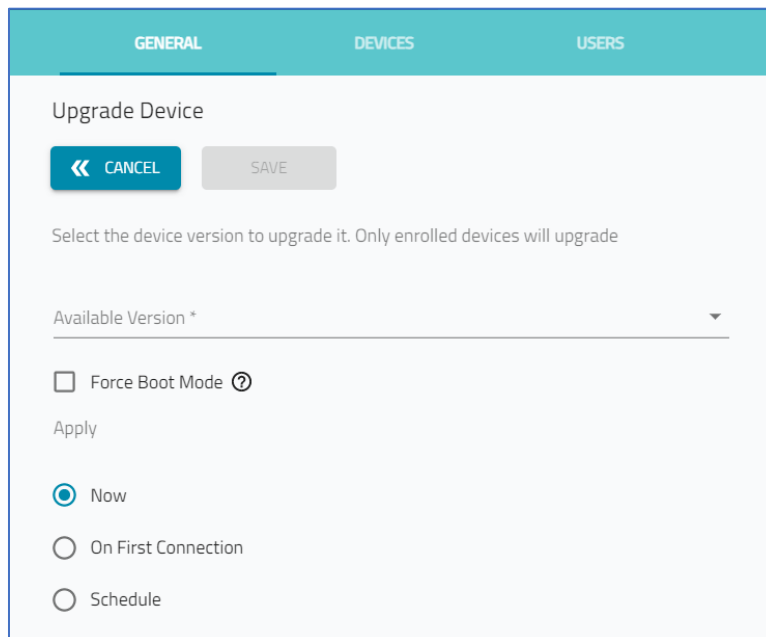 GENERAL DEVICES USERS
Upgrade Device
CANCEL SAVE
Select the device version to upgrade it. Only enrolled devices will upgrade
Available Version *
Force Boot Mode ?
Apply
Now
On First Connection
Schedule